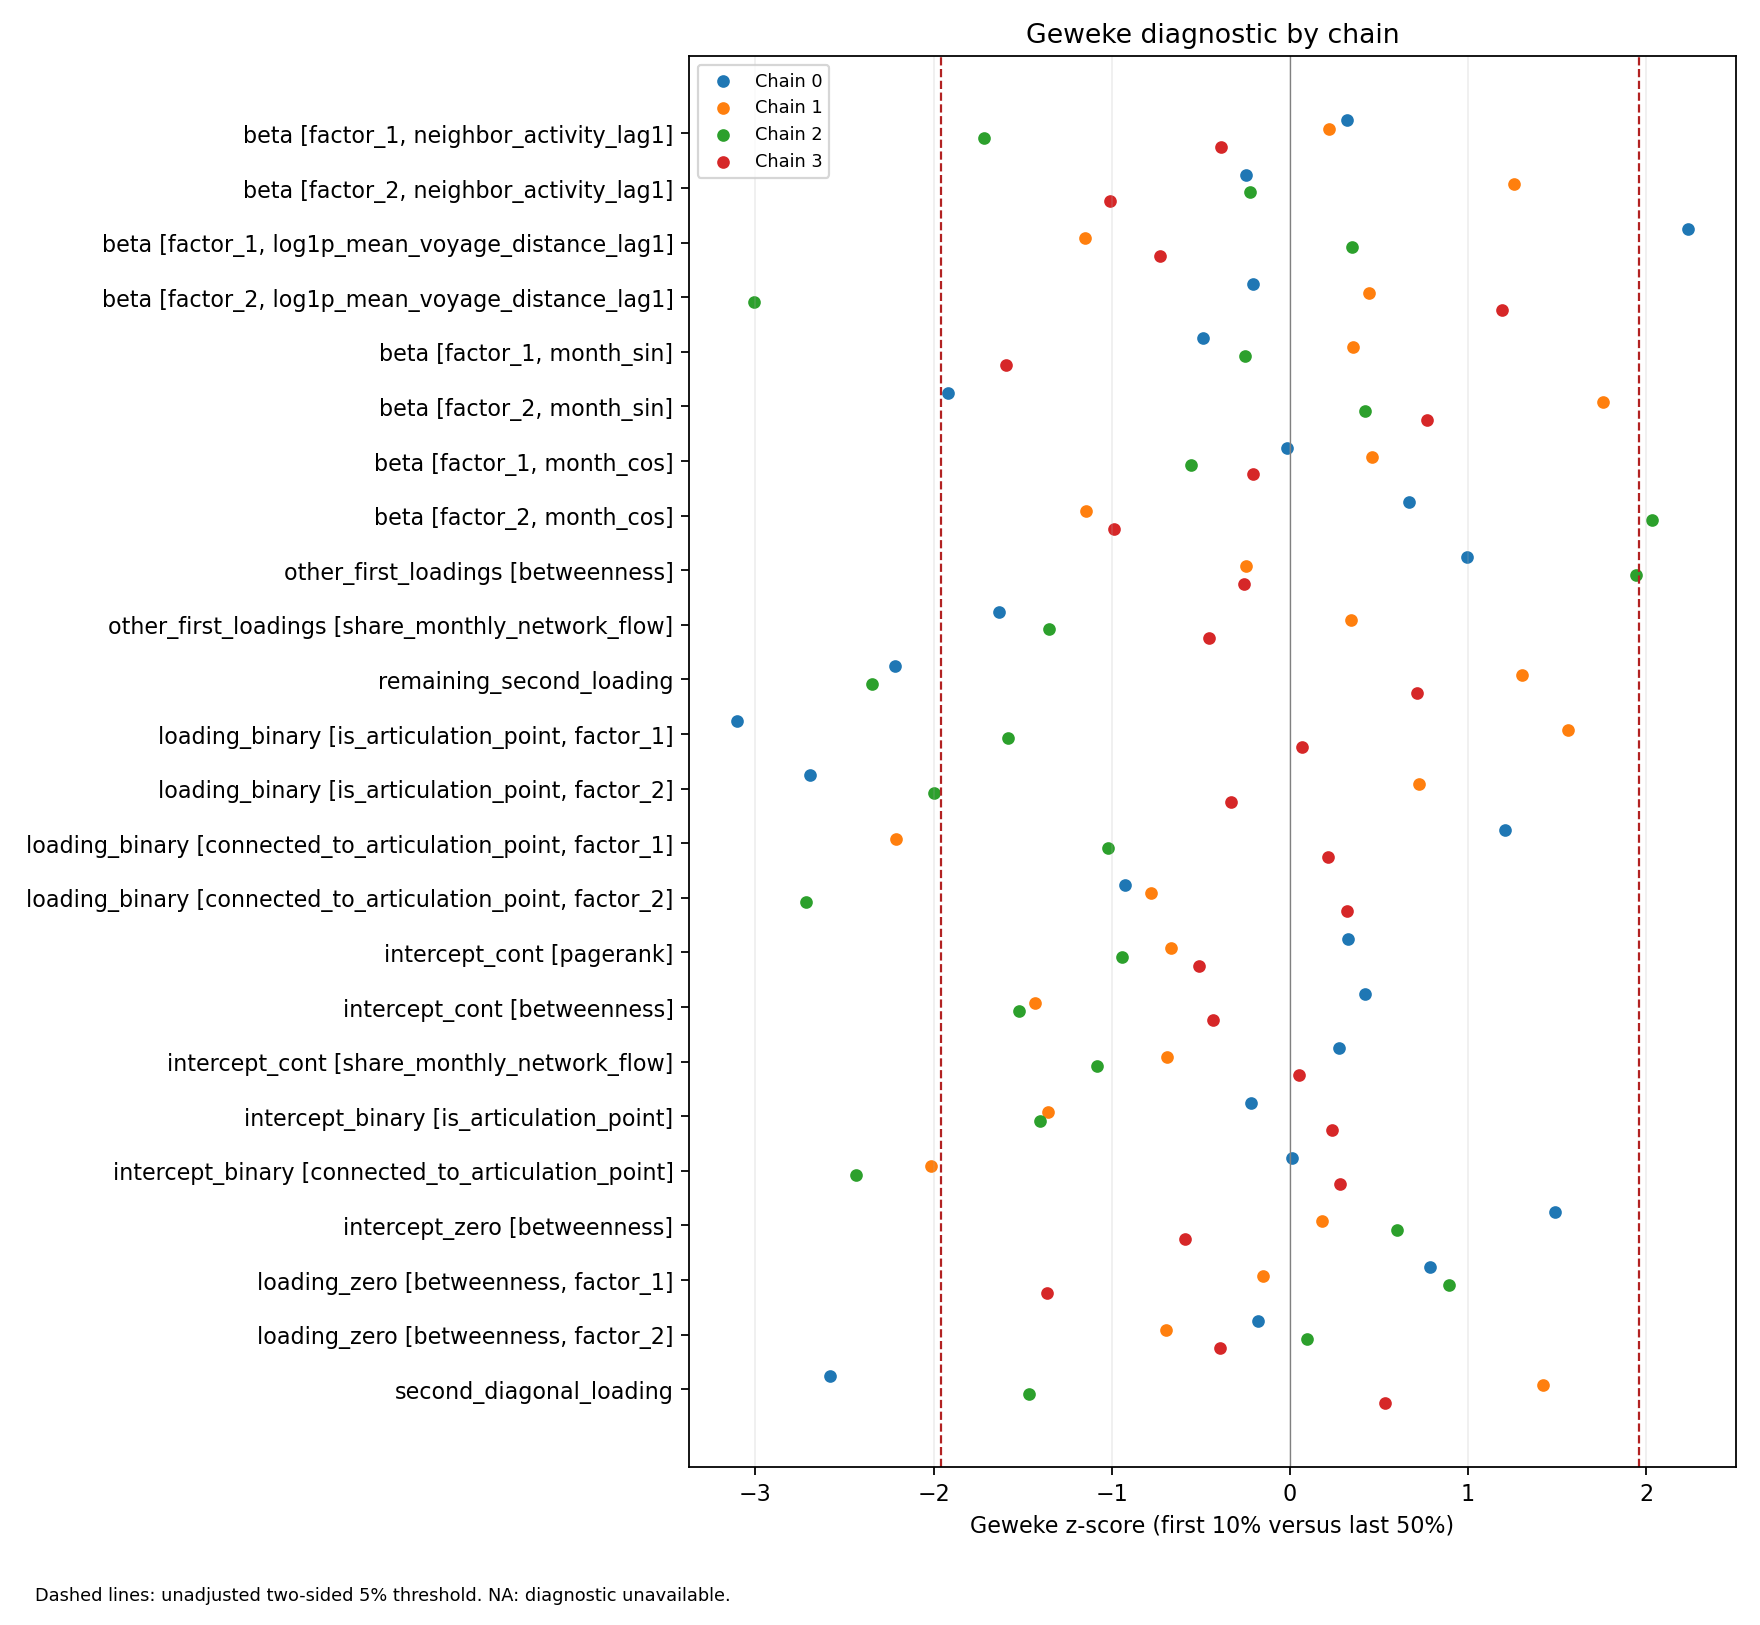 Geweke diagnostic by chain
Chain 0
Chain 1
Chain 2
Chain 3
beta [factor_1, neighbor_activity_lag1]
beta [factor_2, neighbor_activity_lag1]
beta [factor_1, log1p_mean_voyage_distance_lag1]
beta [factor_2, log1p_mean_voyage_distance_lag1]
beta [factor_1, month_sin]
beta [factor_2, month_sin]
beta [factor_1, month_cos]
beta [factor_2, month_cos]
other_first_loadings [betweenness]
other_first_loadings [share_monthly_network_flow]
remaining_second_loading
loading_binary [is_articulation_point, factor_1]
loading_binary [is_articulation_point, factor_2]
loading_binary [connected_to_articulation_point, factor_1]
loading_binary [connected_to_articulation_point, factor_2]
intercept_cont [pagerank]
intercept_cont [betweenness]
intercept_cont [share_monthly_network_flow]
intercept_binary [is_articulation_point]
intercept_binary [connected_to_articulation_point]
intercept_zero [betweenness]
loading_zero [betweenness, factor_1]
loading_zero [betweenness, factor_2]
second_diagonal_loading
−3 −2 −1 0 1 2
Geweke z-score (first 10% versus last 50%)
Dashed lines: unadjusted two-sided 5% threshold. NA: diagnostic unavailable.